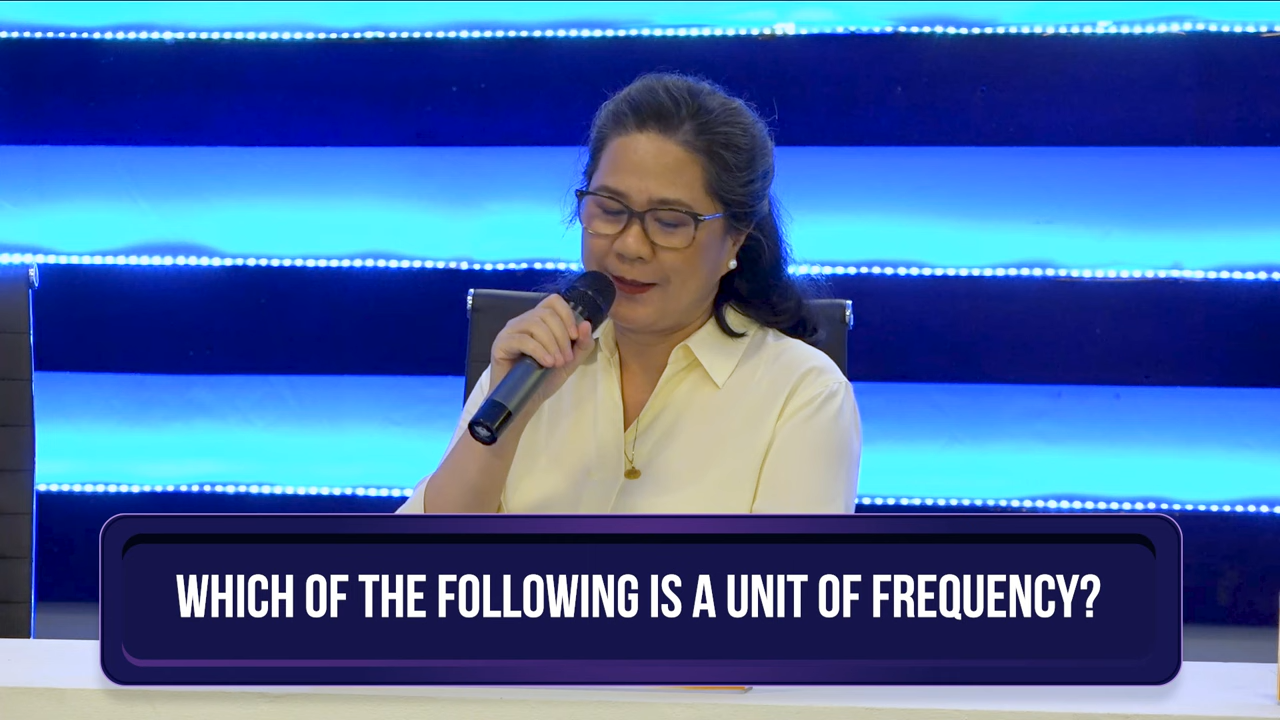 WHICH OF THE FOLLOWING IS A UNIT OF FREQUENCY?